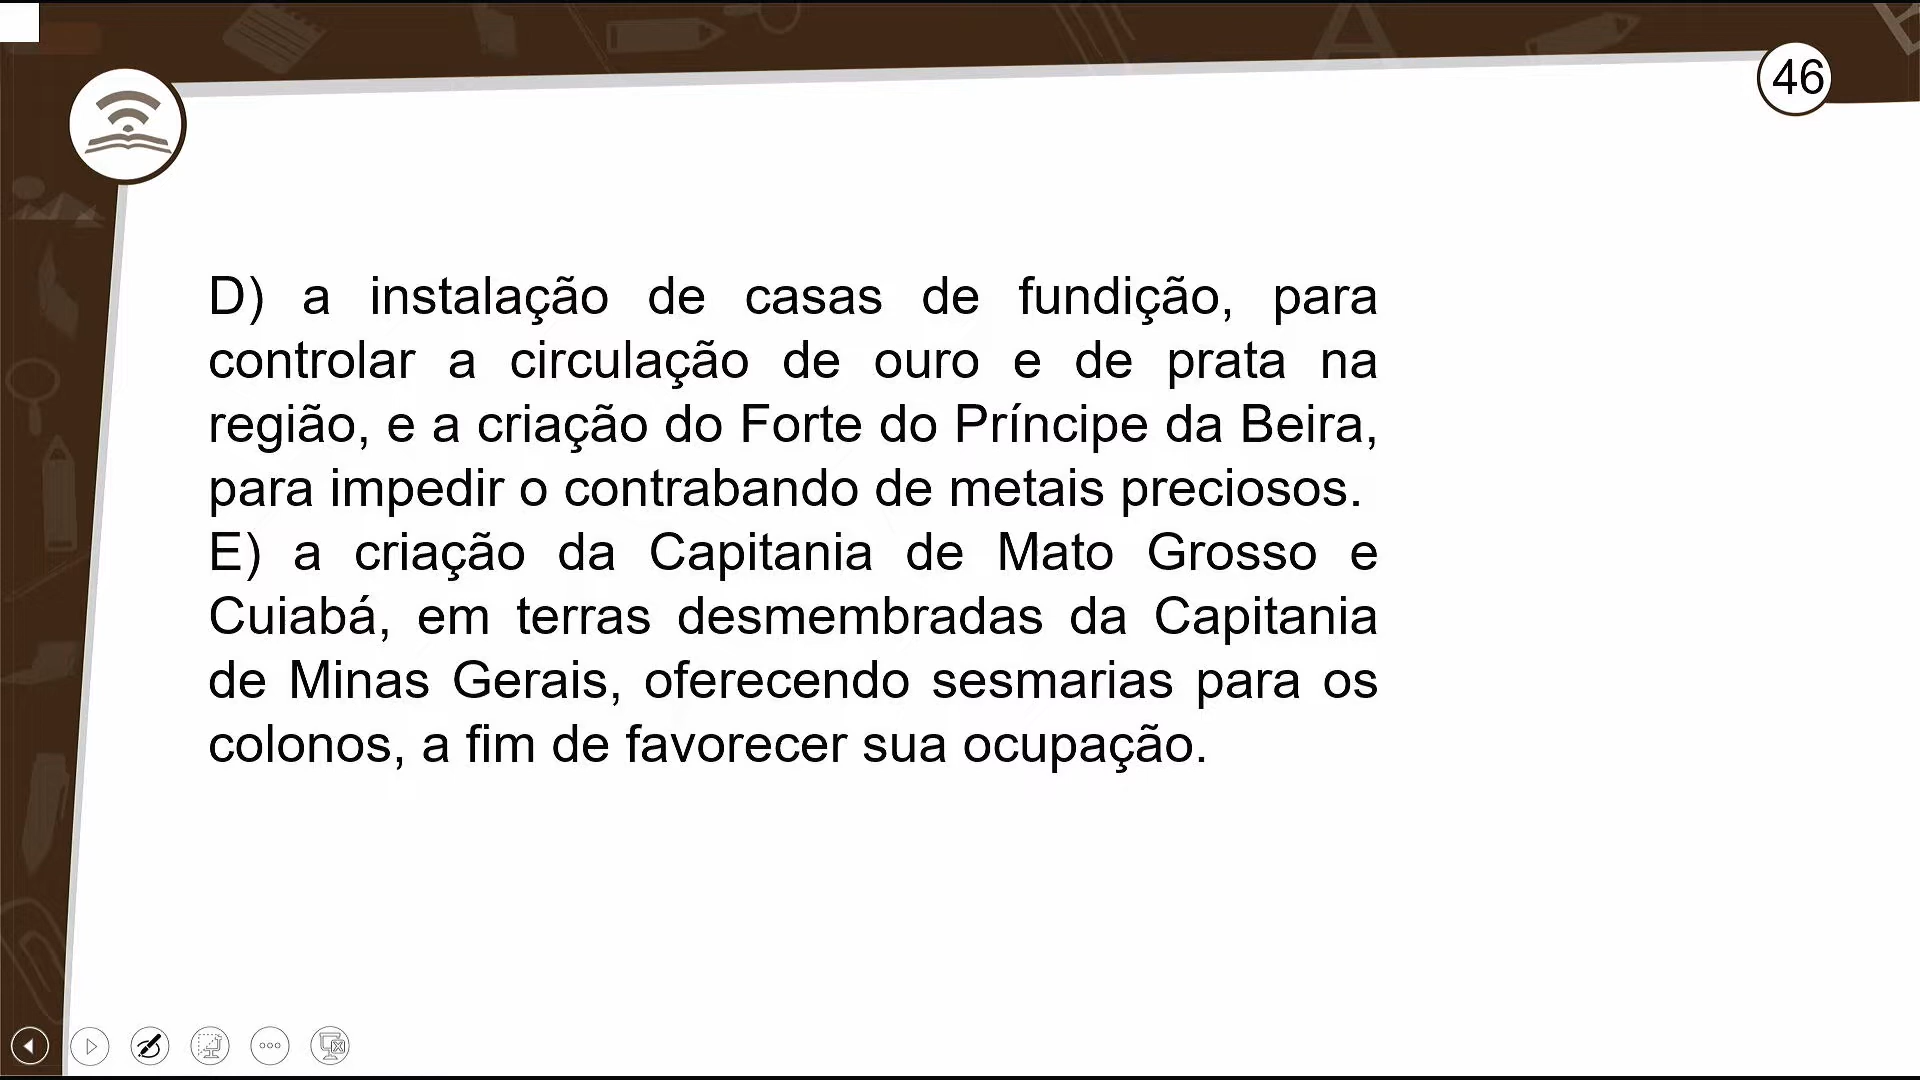 46
D) a instalação de casas de fundição, para
controlar a circulação de ouro e de prata na
região, e a criação do Forte do Príncipe da Beira,
para impedir o contrabando de metais preciosos.
E) a criação da Capitania de Mato Grosso e
Cuiabá, em terras desmembradas da Capitania
de Minas Gerais, oferecendo sesmarias para os
colonos, a fim de favorecer sua ocupação.